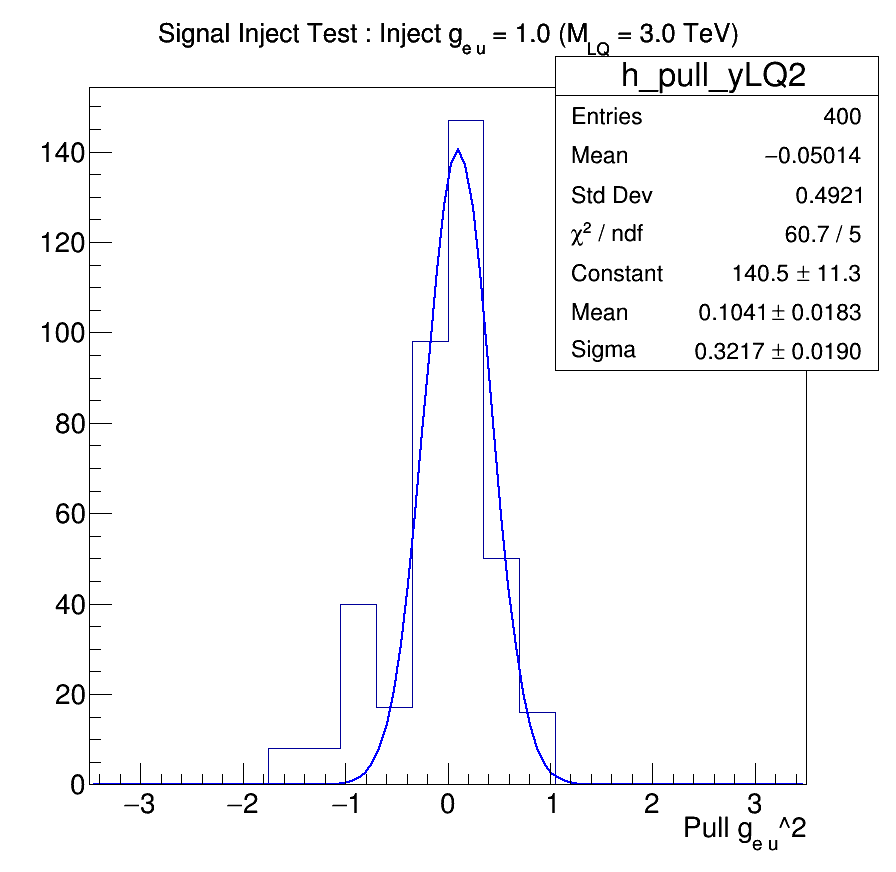 Signal Inject Test : Inject g_{e u} = 1.0 (M_{LQ} = 3.0 TeV)
h_pull_yLQ2
Entries 400
Mean −0.05014
Std Dev 0.4921
χ² / ndf 60.7 / 5
Constant 140.5 ± 11.3
Mean 0.1041 ± 0.0183
Sigma 0.3217 ± 0.0190
140
120
100
80
60
40
20
0
−3 −2 −1 0 1 2 3
Pull g_{e u}^2